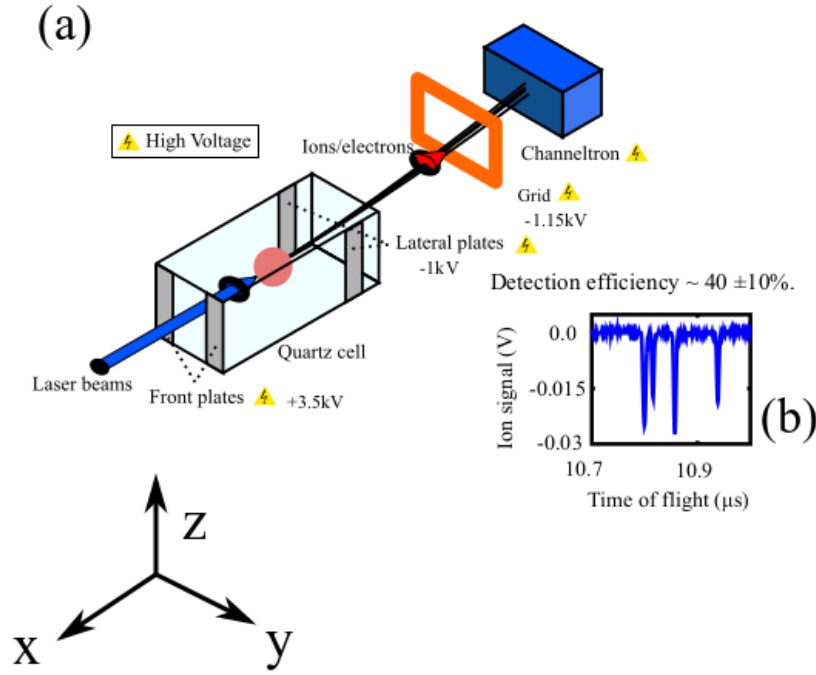 (a)
High Voltage
Ions/electrons
Channeltron
Grid
-1.15kV
Lateral plates
-1kV
Detection efficiency ~ 40 ±10%.
Quartz cell
Laser beams
Front plates
+3.5kV
Ion signal (V)
0.0
-0.015
-0.03
10.7
10.9
Time of flight (μs)
(b)
z
x
y